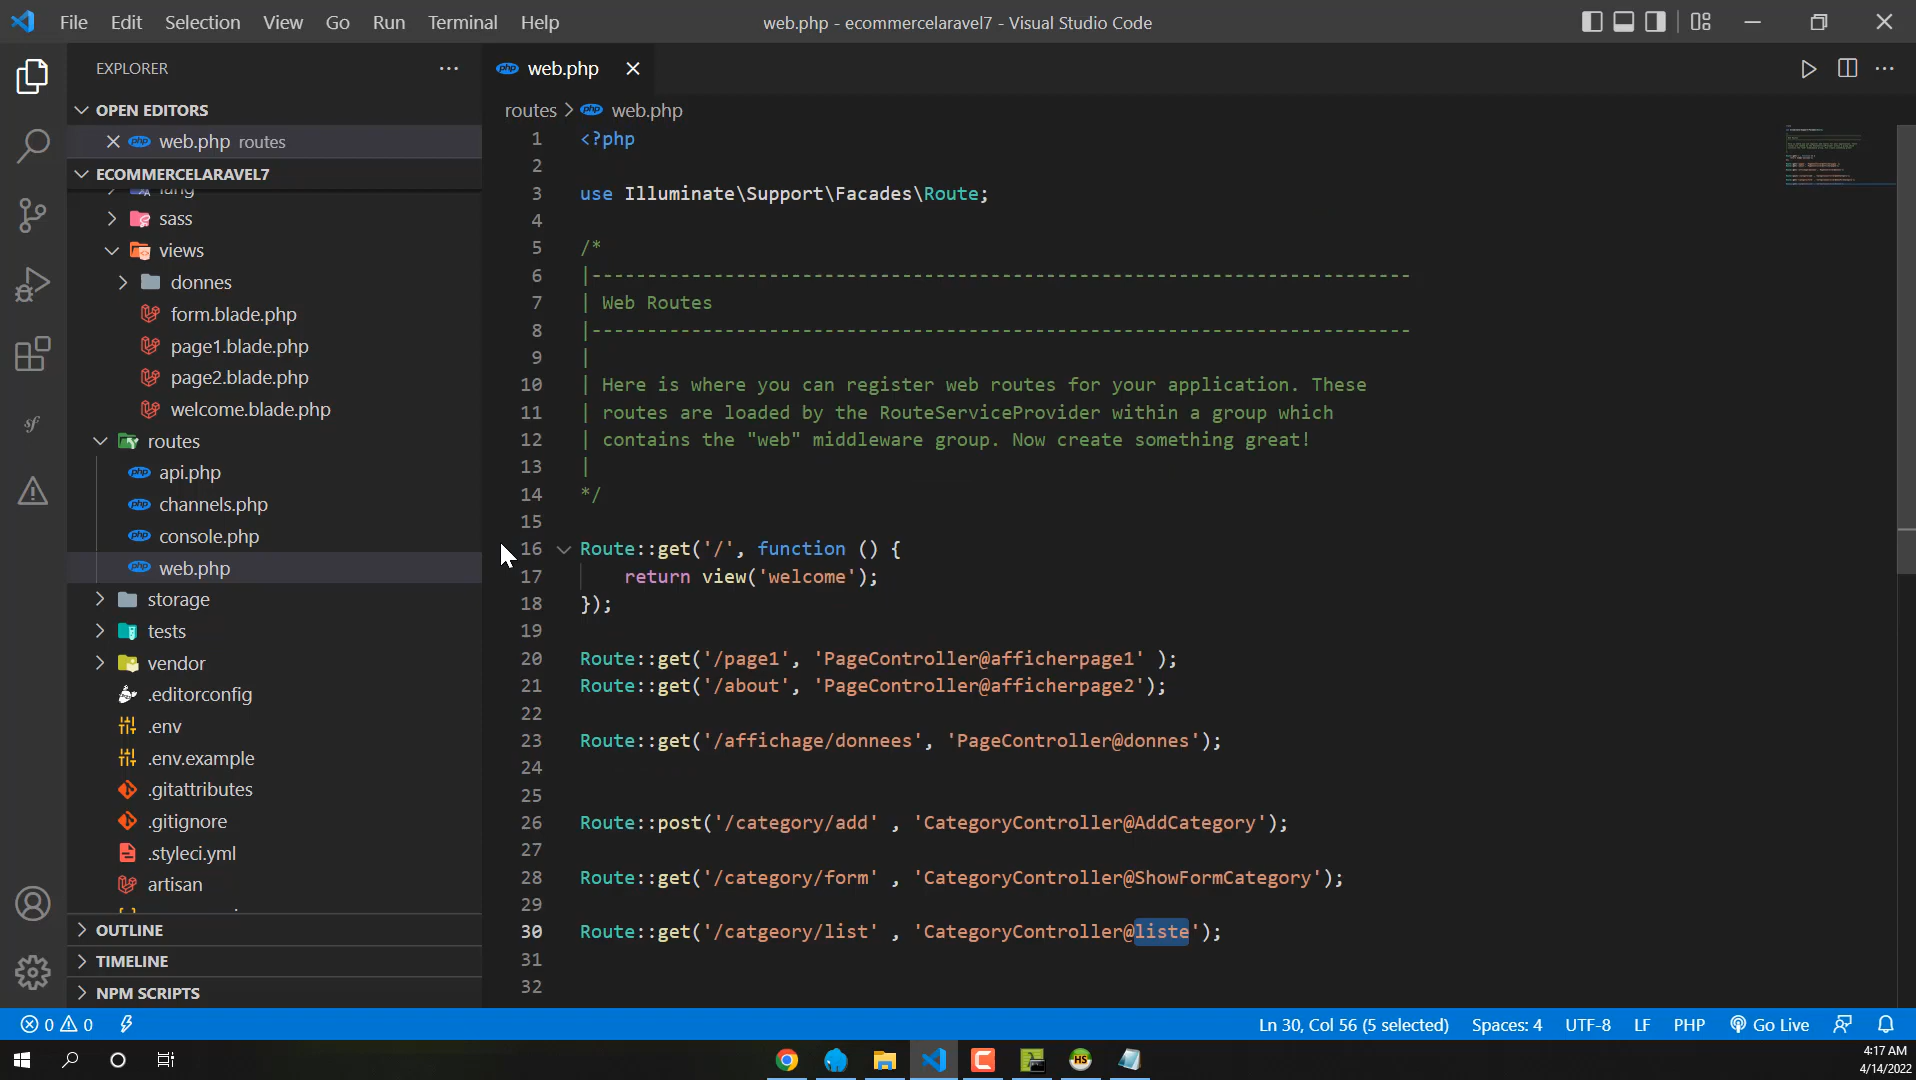 File Edit Selection View Go Run Terminal Help
web.php - ecommercelaravel7 - Visual Studio Code
EXPLORER
OPEN EDITORS
web.php routes
ECOMMERCELARAVEL7
lang
sass
views
donnes
form.blade.php
page1.blade.php
page2.blade.php
welcome.blade.php
routes
api.php
channels.php
console.php
web.php
storage
tests
vendor
.editorconfig
.env
.env.example
.gitattributes
.gitignore
.styleci.yml
artisan
OUTLINE
TIMELINE
NPM SCRIPTS
web.php
routes > web.php
1 <?php
2
3 use Illuminate\Support\Facades\Route;
4
5 /*
6 |--------------------------------------------------------------------------
7 | Web Routes
8 |--------------------------------------------------------------------------
9 |
10 | Here is where you can register web routes for your application. These
11 | routes are loaded by the RouteServiceProvider within a group which
12 | contains the "web" middleware group. Now create something great!
13 |
14 */
15
16 Route::get('/', function () {
17 return view('welcome');
18 });
19
20 Route::get('/page1', 'PageController@afficherpage1' );
21 Route::get('/about', 'PageController@afficherpage2');
22
23 Route::get('/affichage/donnees', 'PageController@donnes');
24
25
26 Route::post('/category/add' , 'CategoryController@AddCategory');
27
28 Route::get('/category/form' , 'CategoryController@ShowFormCategory');
29
30 Route::get('/catgeory/list' , 'CategoryController@liste');
31
32
0 0
Ln 30, Col 56 (5 selected) Spaces: 4 UTF-8 LF PHP Go Live
HS
4:17 AM
4/14/2022